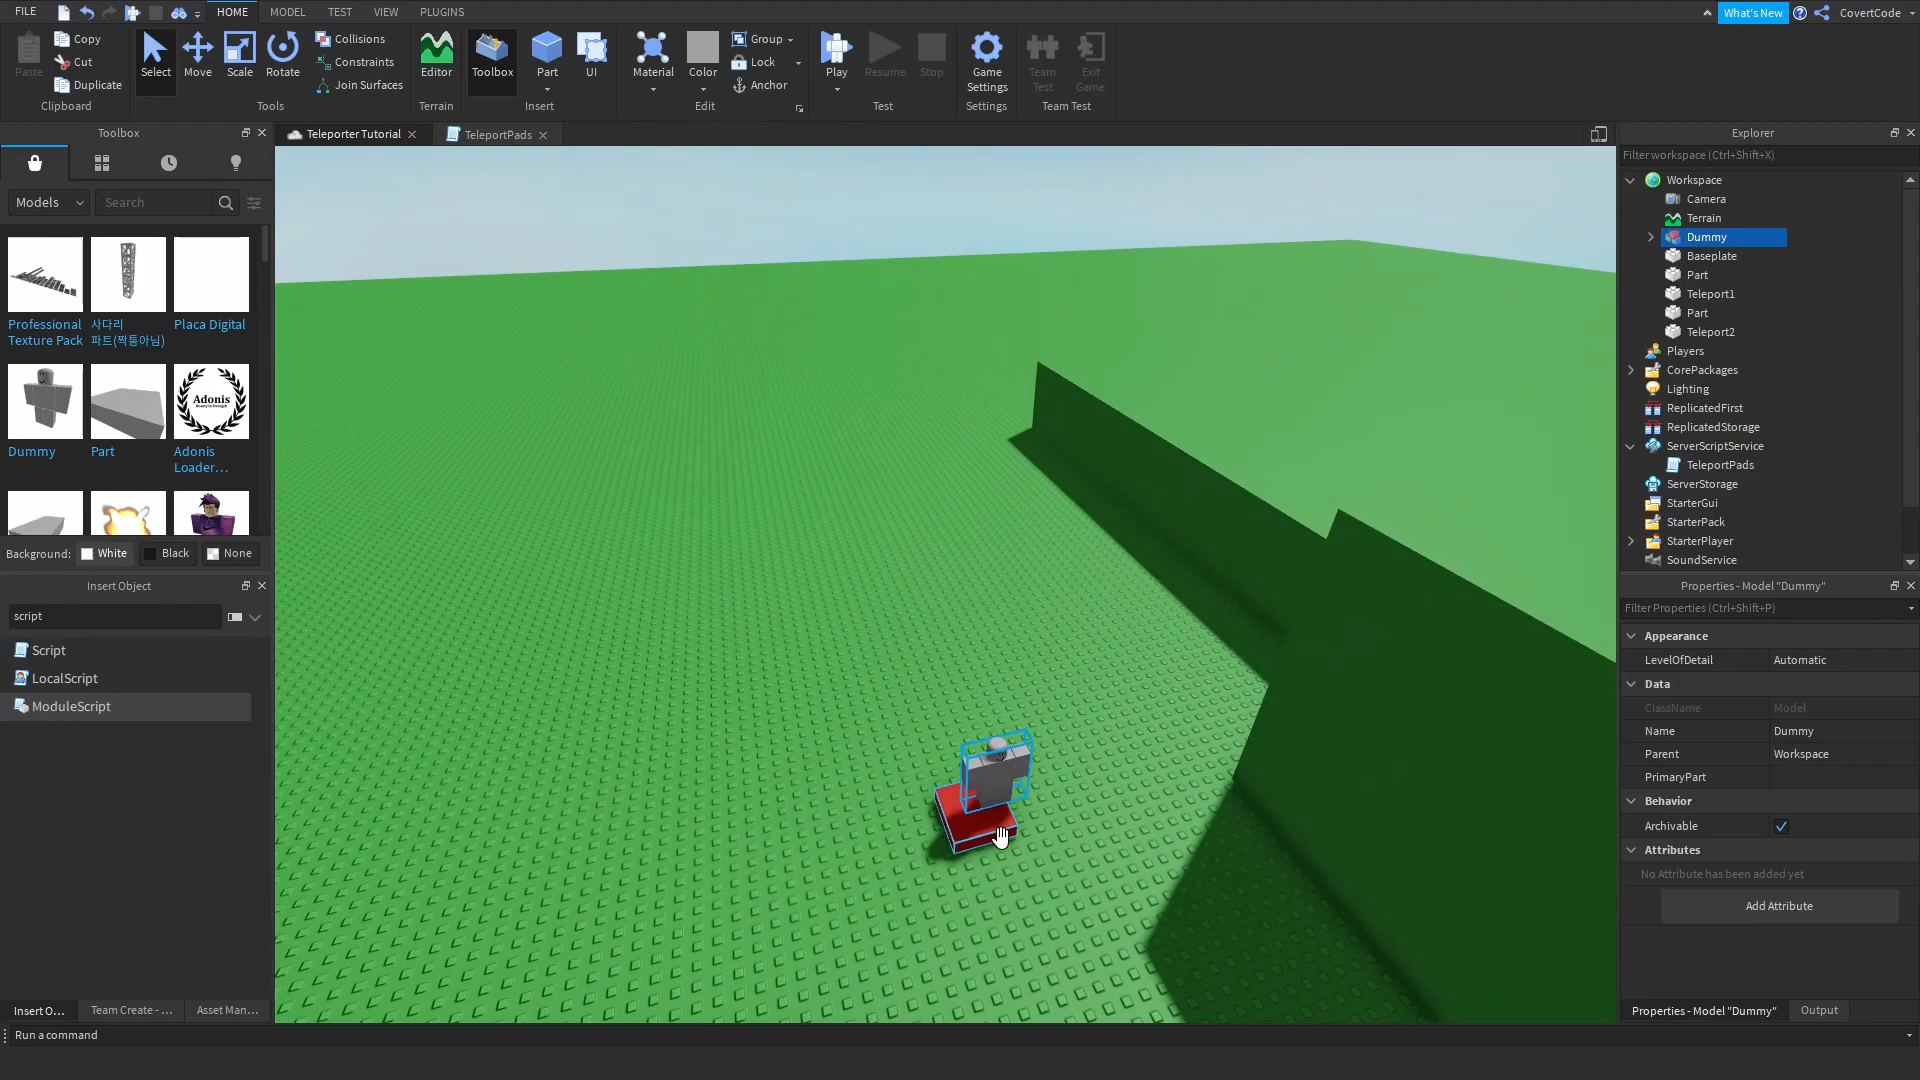 FILE
HOME
MODEL
TEST
VIEW
PLUGINS
What's New
CovertCode
Paste
Copy
Cut
Duplicate
Clipboard
Select
Move
Scale
Rotate
Collisions
Constraints
Join Surfaces
Tools
Editor
Terrain
Toolbox
Part
UI
Insert
Material
Color
Group
Lock
Anchor
Edit
Play
Resume
Stop
Test
Game
Settings
Settings
Team
Test
Exit
Game
Team Test
Toolbox
Models
Search
Professional
Texture Pack
사다리
파트(짝퉁아님)
Placa Digital
Adonis
Dummy
Part
Adonis
Loader...
Background:
White
Black
None
Insert Object
script
Script
LocalScript
ModuleScript
Insert O...
Team Create - ...
Asset Man...
Run a command
Teleporter Tutorial
TeleportPads
Explorer
Filter workspace (Ctrl+Shift+X)
Workspace
Camera
Terrain
Dummy
Baseplate
Part
Teleport1
Part
Teleport2
Players
CorePackages
Lighting
ReplicatedFirst
ReplicatedStorage
ServerScriptService
TeleportPads
ServerStorage
StarterGui
StarterPack
StarterPlayer
SoundService
Properties - Model "Dummy"
Filter Properties (Ctrl+Shift+P)
Appearance
LevelOfDetail Automatic
Data
ClassName Model
Name Dummy
Parent Workspace
PrimaryPart
Behavior
Archivable
Attributes
No Attribute has been added yet
Add Attribute
Properties - Model "Dummy"
Output